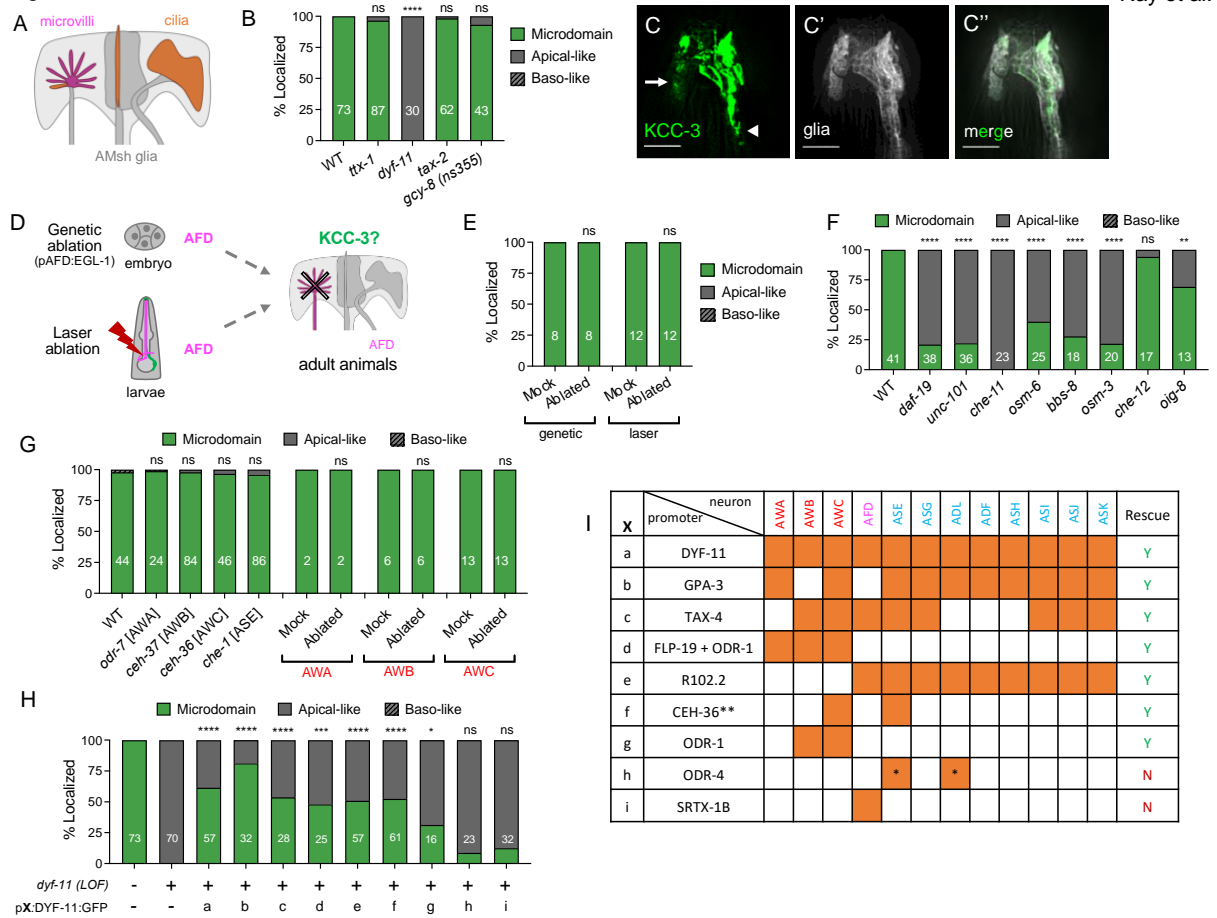 A
microvilli
cilia
AMsh glia
B
% Localized
100
75
50
25
0
ns
****
ns
ns
73
87
30
62
43
WT
ttx-1
dyf-11
tax-2
gcy-8 (ns355)
Microdomain
Apical-like
Baso-like
C
KCC-3
C'
glia
C''
merge
D
Genetic
ablation
(pAFD:EGL-1)
embryo
AFD
KCC-3?
Laser
ablation
AFD
larvae
AFD
adult animals
E
% Localized
100
75
50
25
0
ns
ns
8
8
12
12
Mock
Ablated
Mock
Ablated
genetic
laser
Microdomain
Apical-like
Baso-like
F
Microdomain
Apical-like
Baso-like
% Localized
100
75
50
25
0
****
****
****
****
****
****
ns
**
41
38
36
23
25
18
20
17
13
WT
daf-19
unc-101
che-11
osm-6
bbs-8
osm-3
che-12
oig-8
G
Microdomain
Apical-like
Baso-like
% Localized
100
75
50
25
0
ns
ns
ns
ns
ns
ns
ns
44
24
84
46
86
2
2
6
6
13
13
WT
odr-7 [AWA]
ceh-37 [AWB]
ceh-36 [AWC]
che-1 [ASE]
Mock
Ablated
Mock
Ablated
Mock
Ablated
AWA
AWB
AWC
H
Microdomain
Apical-like
Baso-like
% Localized
100
75
50
25
0
****
****
****
***
****
****
*
ns
ns
73
70
57
32
28
25
57
61
16
23
32
dyf-11 (LOF) - + + + + + + + + + +
pX:DYF-11:GFP - - a b c d e f g h i
I
X
neuron
promoter
AWA
AWB
AWC
AFD
ASE
ASG
ADL
ADF
ASH
ASI
ASJ
ASK
Rescue
a DYF-11 Y
b GPA-3 Y
c TAX-4 Y
d FLP-19 + ODR-1 Y
e R102.2 Y
f CEH-36** Y
g ODR-1 Y
h ODR-4 * * N
i SRTX-1B N